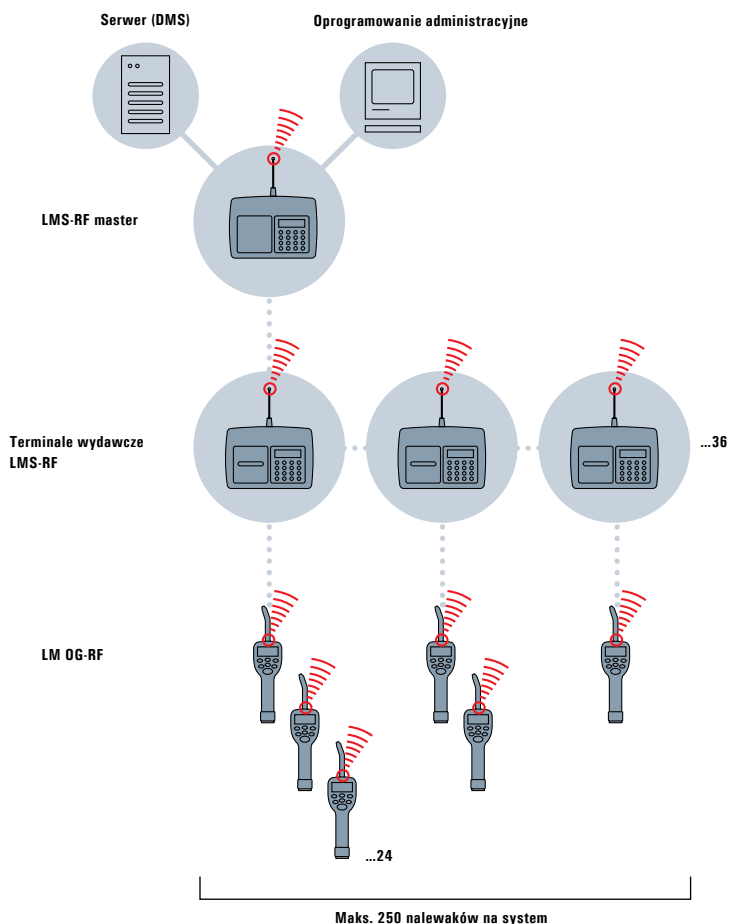 Serwer (DMS)
Oprogramowanie administracyjne
LMS-RF master
Terminale wydawcze
LMS-RF
...36
LM OG-RF
...24
Maks. 250 nalewaków na system